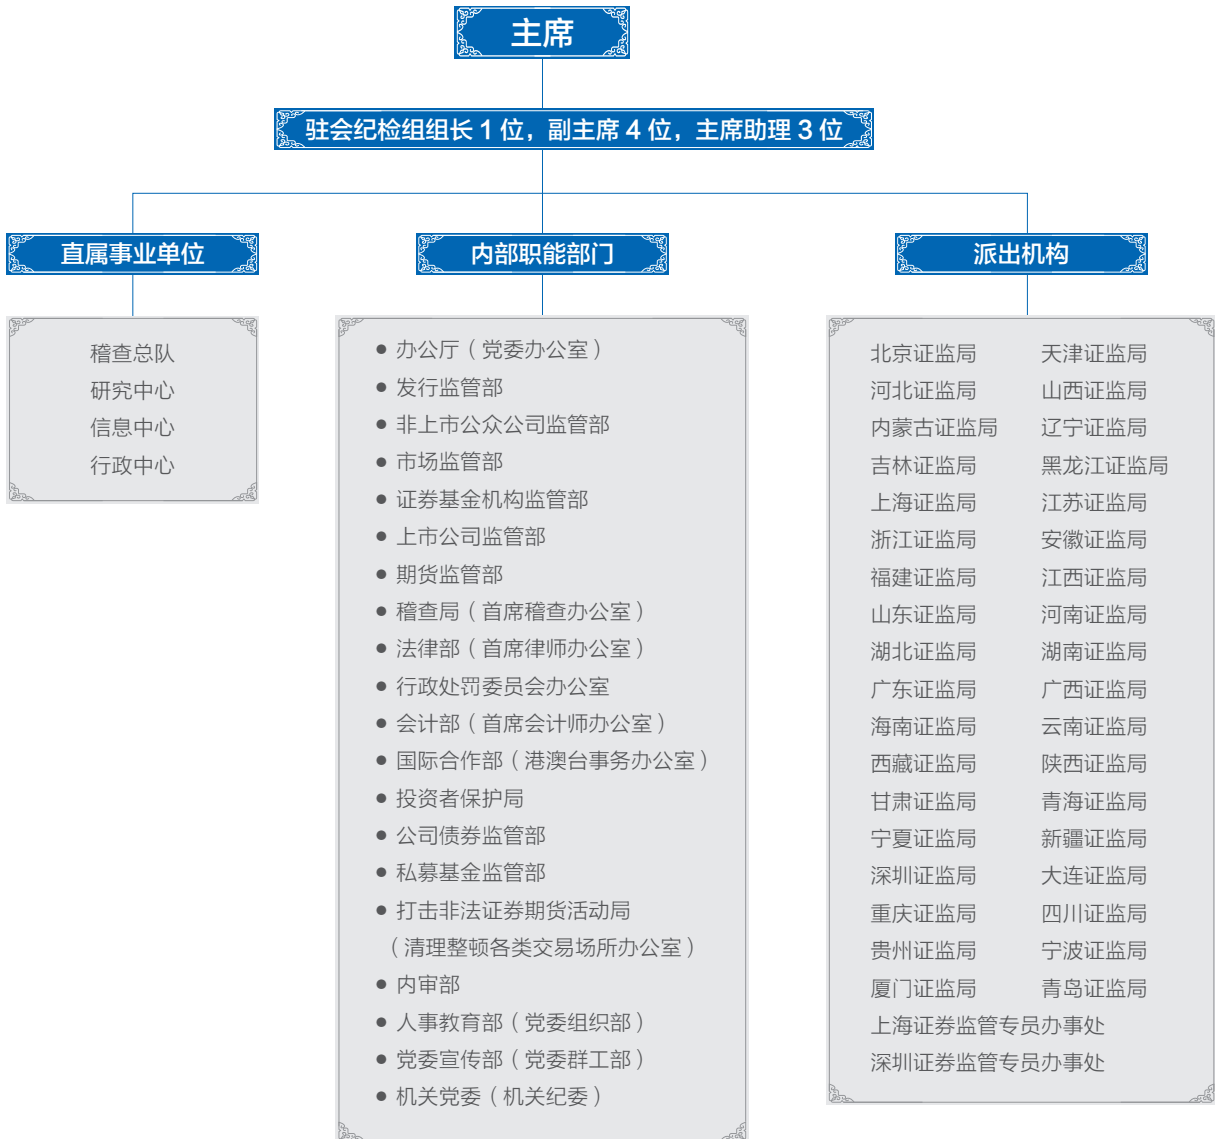 主席
驻会纪检组组长 1 位，副主席 4 位，主席助理 3 位
直属事业单位
稽查总队
研究中心
信息中心
行政中心
内部职能部门
● 办公厅（党委办公室）
● 发行监管部
● 非上市公众公司监管部
● 市场监管部
● 证券基金机构监管部
● 上市公司监管部
● 期货监管部
● 稽查局（首席稽查办公室）
● 法律部（首席律师办公室）
● 行政处罚委员会办公室
● 会计部（首席会计师办公室）
● 国际合作部（港澳台事务办公室）
● 投资者保护局
● 公司债券监管部
● 私募基金监管部
● 打击非法证券期货活动局
（清理整顿各类交易场所办公室）
● 内审部
● 人事教育部（党委组织部）
● 党委宣传部（党委群工部）
● 机关党委（机关纪委）
派出机构
北京证监局 天津证监局
河北证监局 山西证监局
内蒙古证监局 辽宁证监局
吉林证监局 黑龙江证监局
上海证监局 江苏证监局
浙江证监局 安徽证监局
福建证监局 江西证监局
山东证监局 河南证监局
湖北证监局 湖南证监局
广东证监局 广西证监局
海南证监局 云南证监局
西藏证监局 陕西证监局
甘肃证监局 青海证监局
宁夏证监局 新疆证监局
深圳证监局 大连证监局
重庆证监局 四川证监局
贵州证监局 宁波证监局
厦门证监局 青岛证监局
上海证券监管专员办事处
深圳证券监管专员办事处